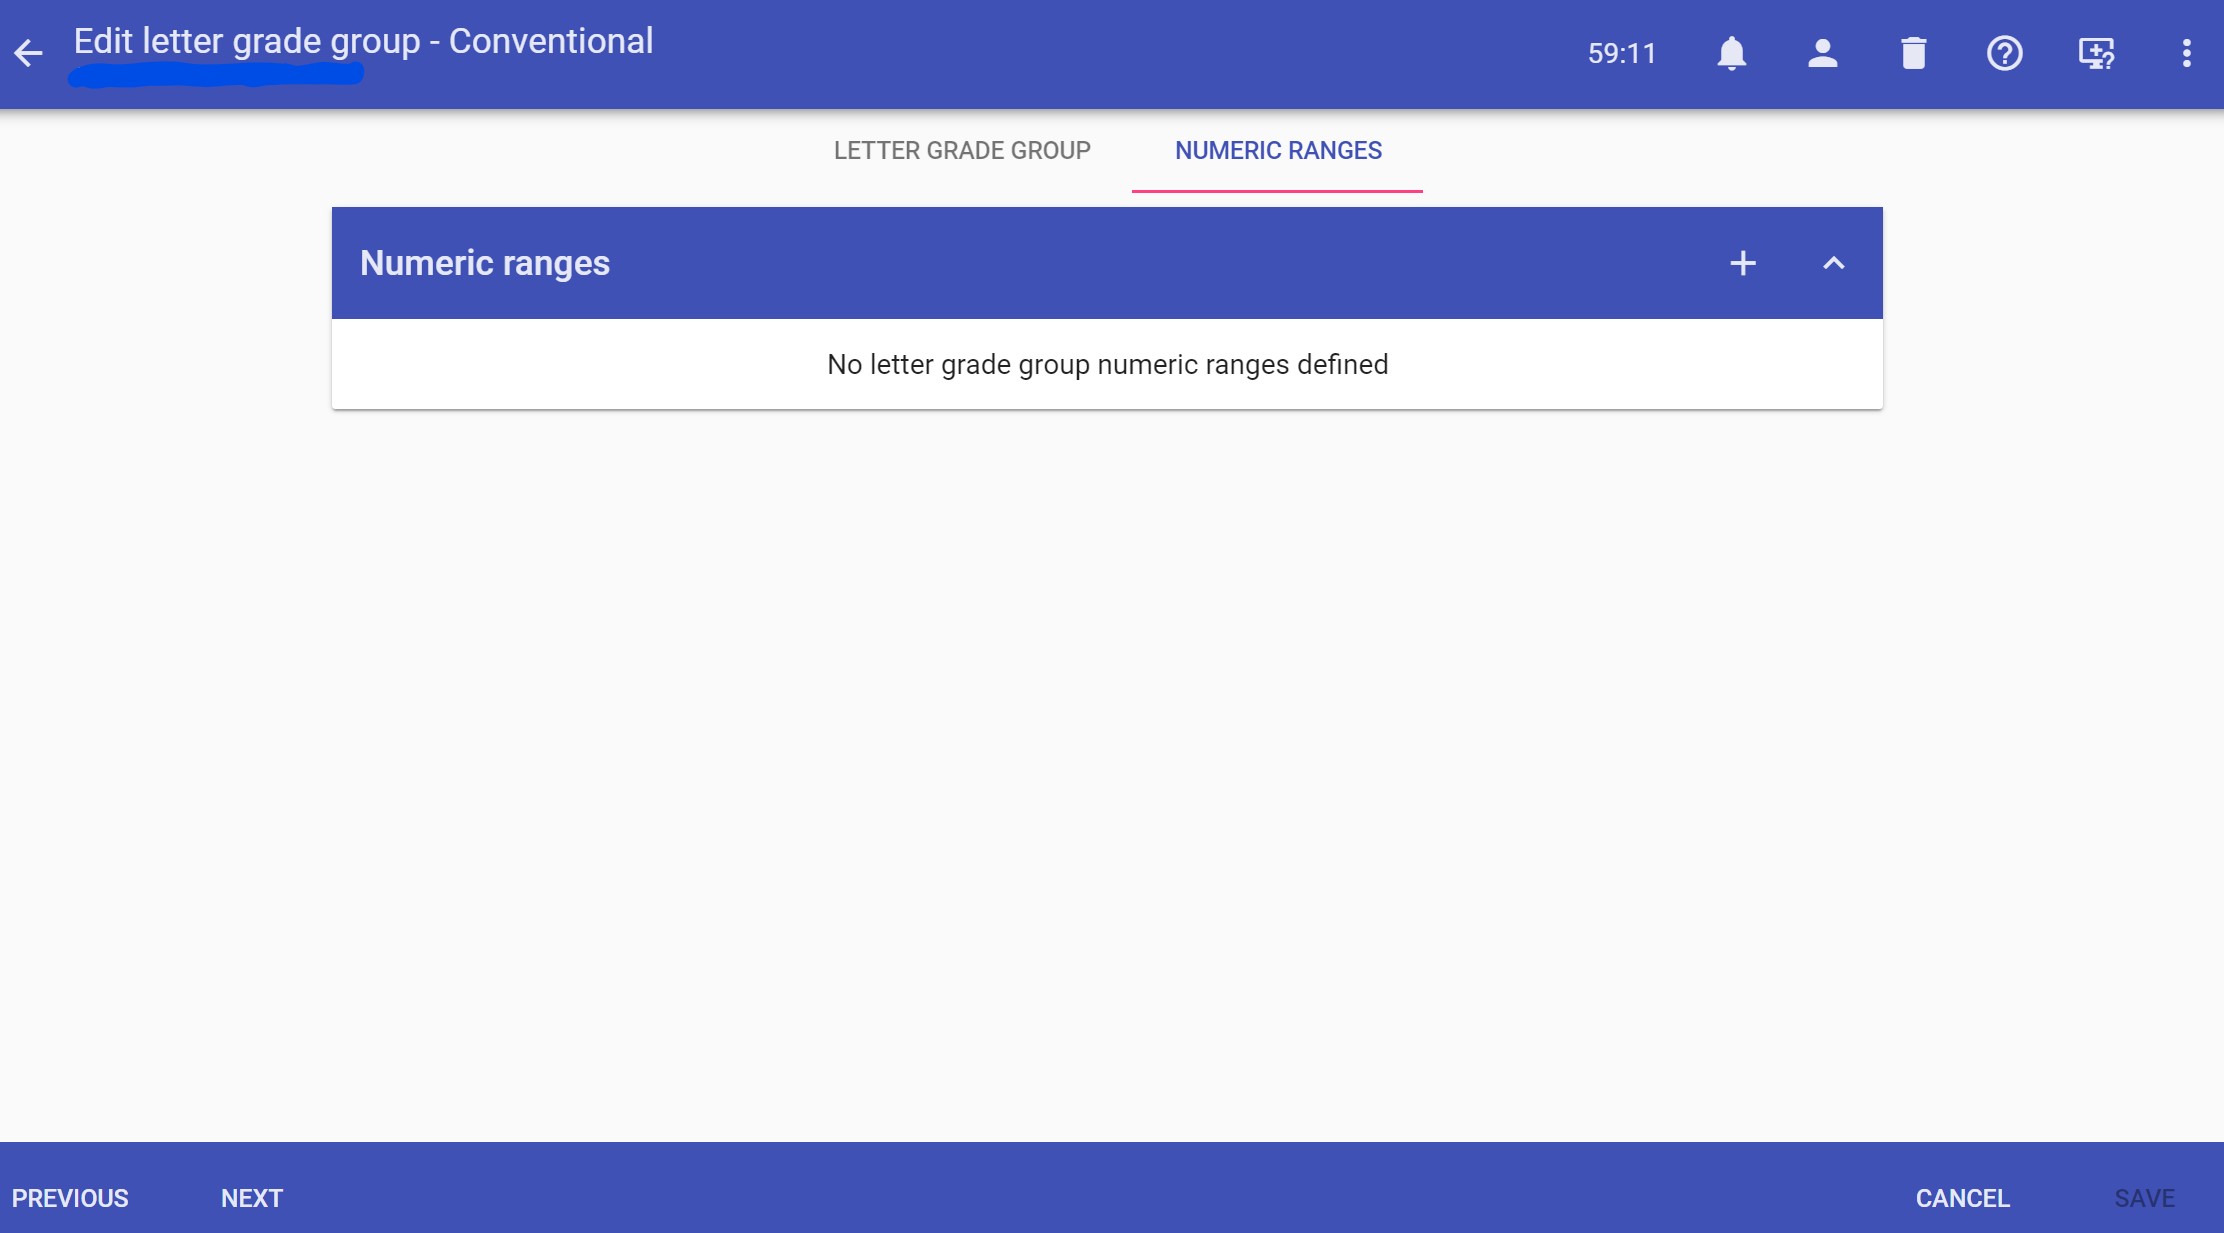 Edit letter grade group - Conventional
59:11
LETTER GRADE GROUP
NUMERIC RANGES
Numeric ranges
No letter grade group numeric ranges defined
PREVIOUS
NEXT
CANCEL
SAVE